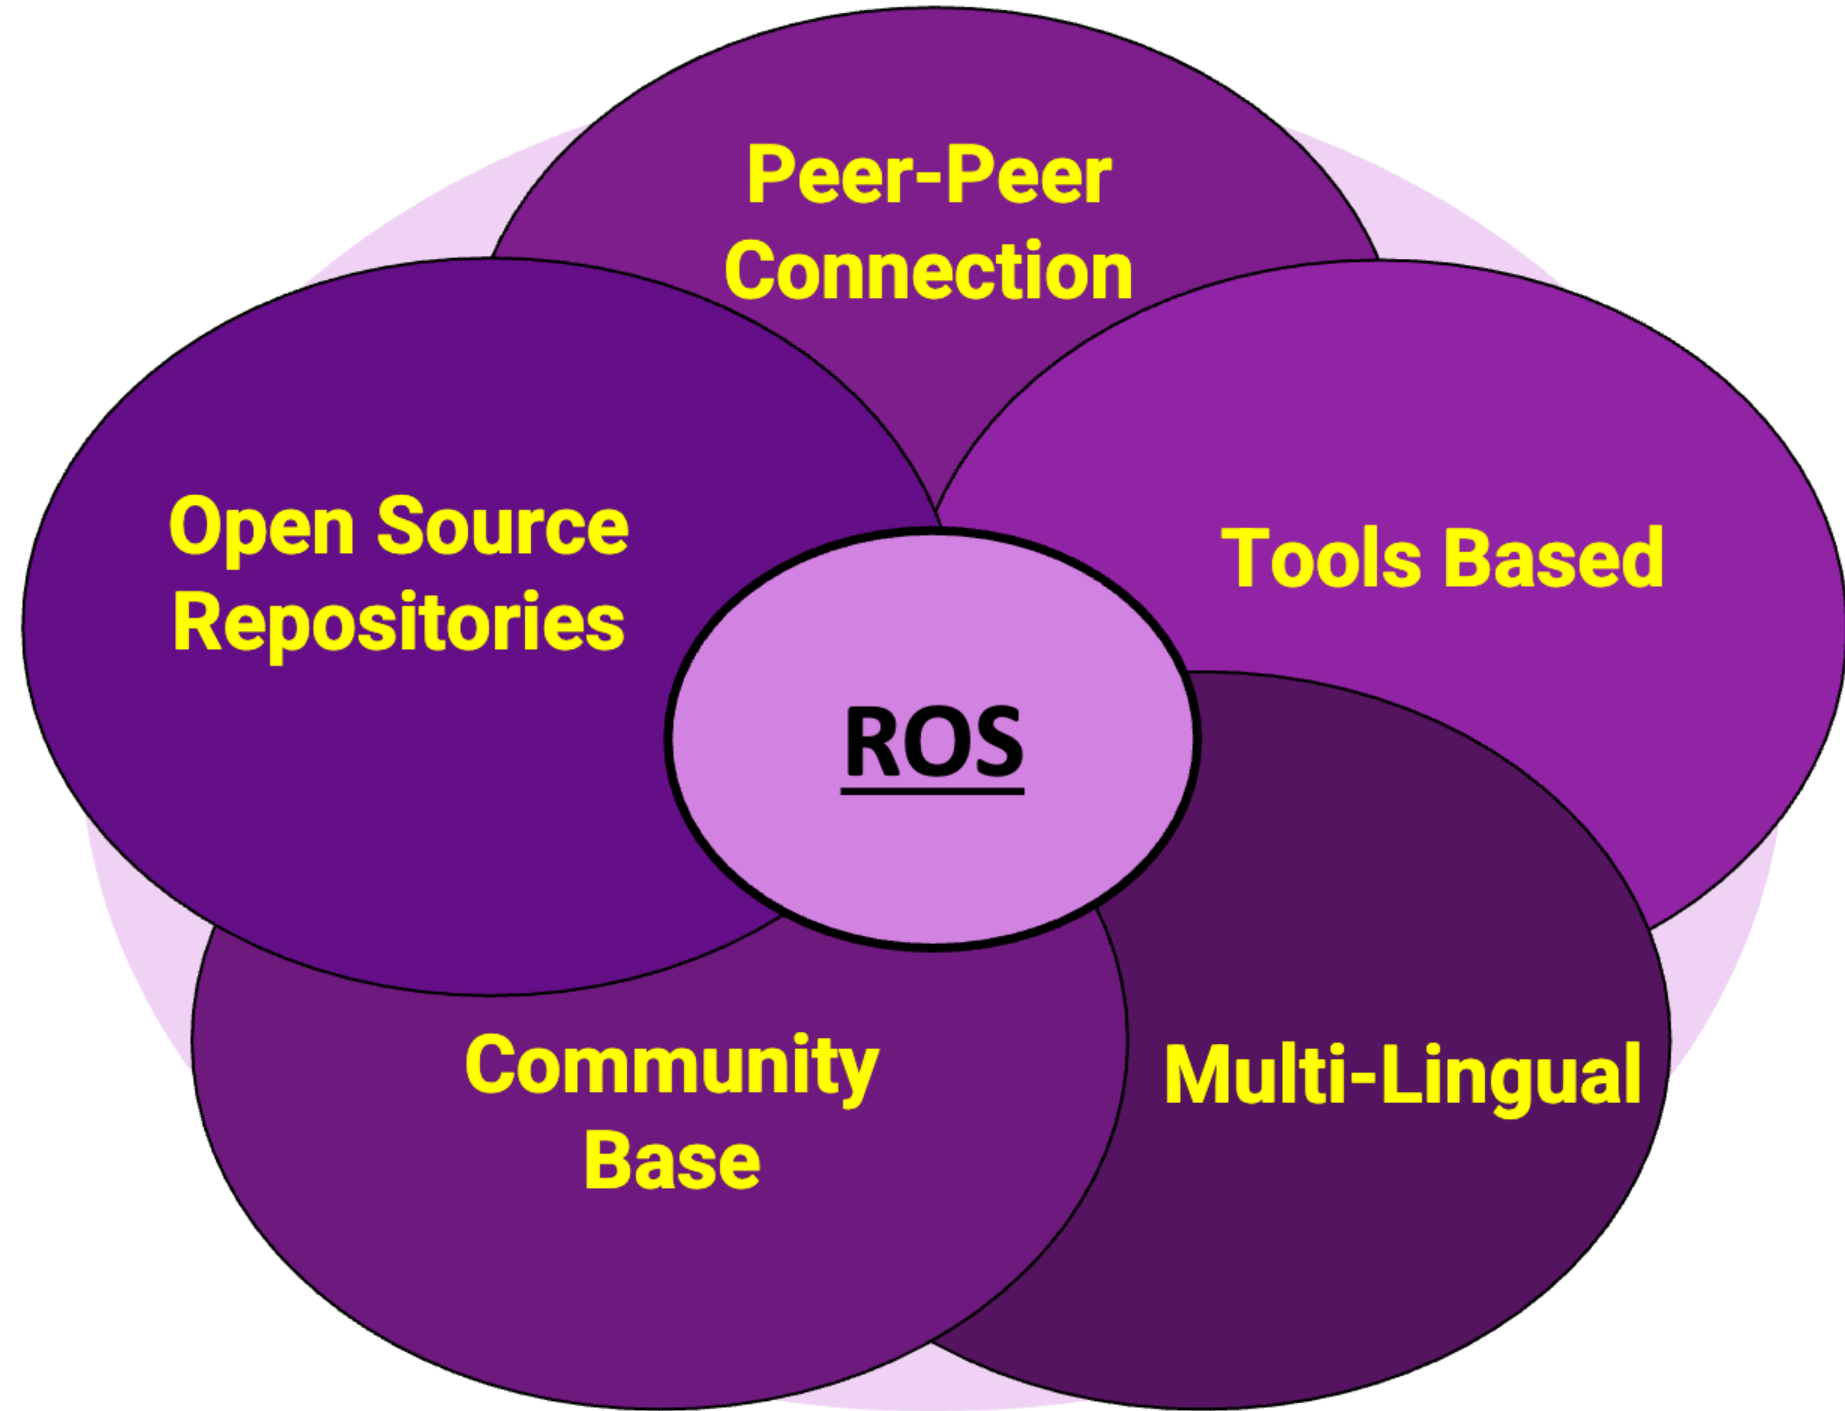 Peer-Peer
Connection
Open Source
Repositories
Tools Based
ROS
Community
Base
Multi-Lingual